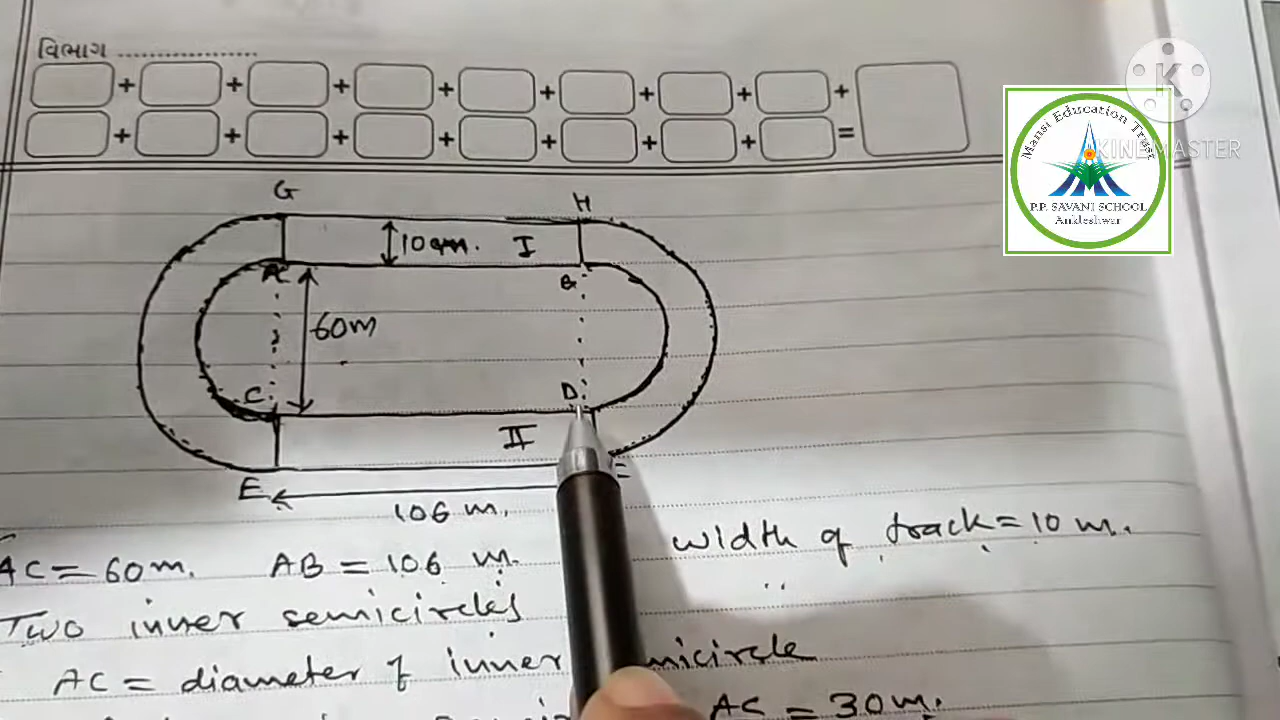 વિભાગ ....................
+ + + + + + + +
+ + + + + + + =
Mansi Education Trust
P.P. SAVANI SCHOOL
Ankleshwar
K
KINEMASTER
G
H
10m.
I
A
B
60m
C
D
II
E
106 m.
AC = 60m. AB = 106 m. width of track = 10 m.
Two inner semicircles
AC = diameter of inner
AC = 30m.